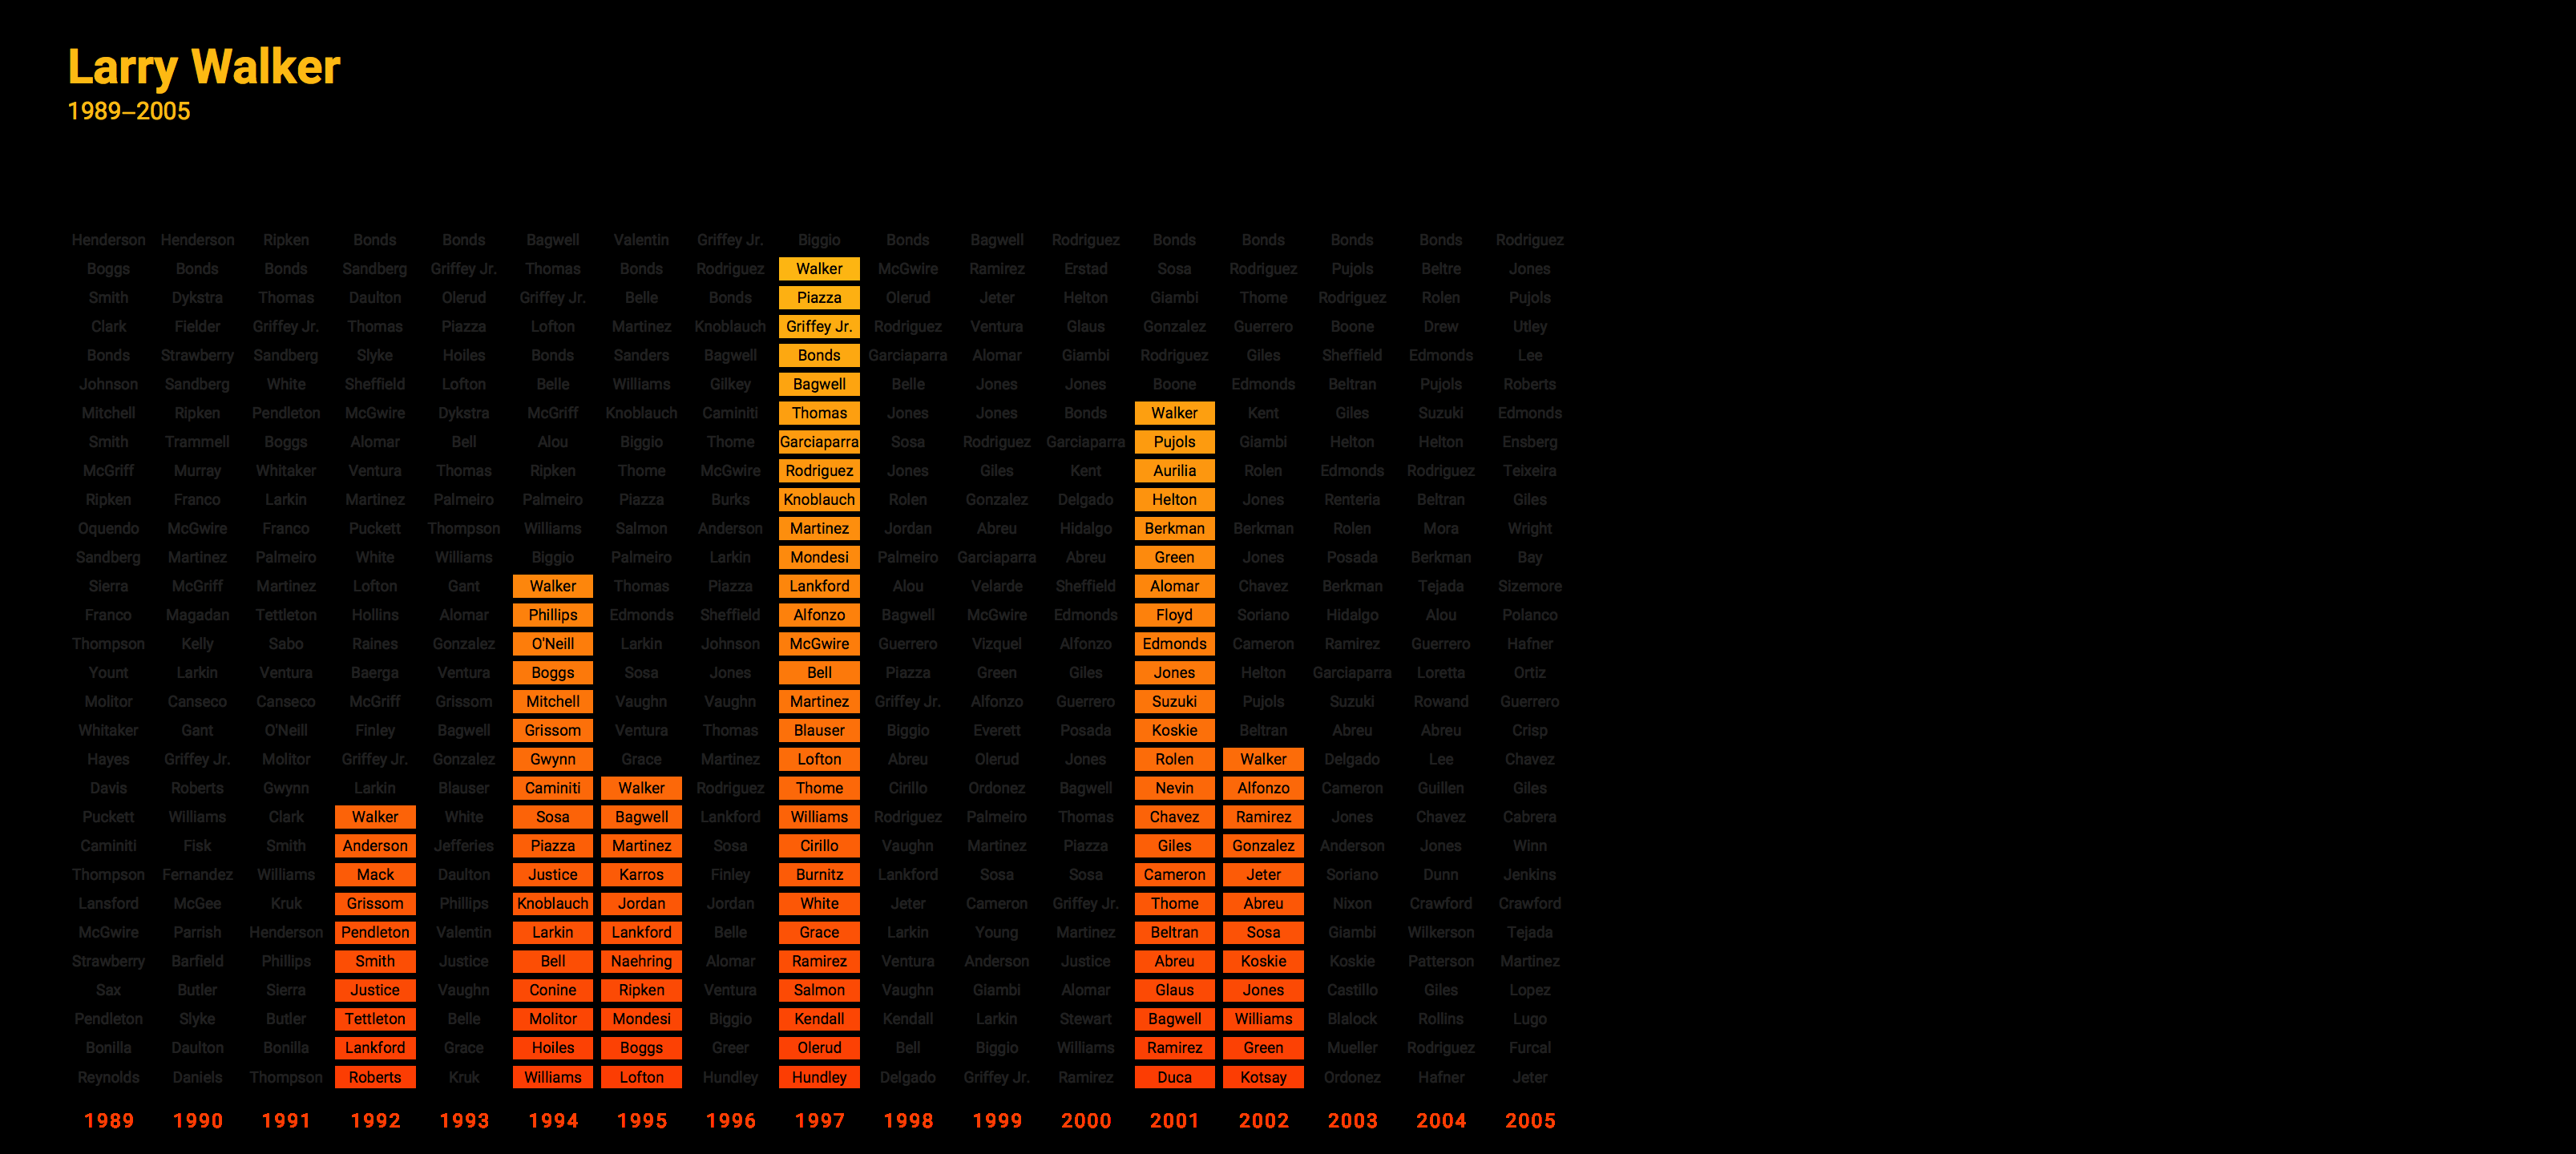 Larry Walker
1989–2005
Henderson Henderson Ripken Bonds Bonds Bagwell Valentin Griffey Jr. Biggio Bonds Bagwell Rodriguez Bonds Bonds Bonds Bonds Rodriguez
Boggs Bonds Bonds Sandberg Griffey Jr. Thomas Bonds Rodriguez Walker McGwire Ramirez Erstad Sosa Rodriguez Pujols Beltre Jones
Smith Dykstra Thomas Daulton Olerud Griffey Jr. Belle Bonds Piazza Olerud Jeter Helton Giambi Thome Rodriguez Rolen Pujols
Clark Fielder Griffey Jr. Thomas Piazza Lofton Martinez Knoblauch Griffey Jr. Rodriguez Ventura Glaus Gonzalez Guerrero Boone Drew Utley
Bonds Strawberry Sandberg Slyke Hoiles Bonds Sanders Bagwell Bonds Garciaparra Alomar Giambi Rodriguez Giles Sheffield Edmonds Lee
Johnson Sandberg White Sheffield Lofton Belle Williams Gilkey Bagwell Belle Jones Jones Boone Edmonds Beltran Pujols Roberts
Mitchell Ripken Pendleton McGwire Dykstra McGriff Knoblauch Caminiti Thomas Jones Jones Bonds Walker Kent Giles Suzuki Edmonds
Smith Trammell Boggs Alomar Bell Alou Biggio Thome Garciaparra Sosa Rodriguez Garciaparra Pujols Giambi Helton Helton Ensberg
McGriff Murray Whitaker Ventura Thomas Ripken Thome McGwire Rodriguez Jones Giles Kent Aurilia Rolen Edmonds Rodriguez Teixeira
Ripken Franco Larkin Martinez Palmeiro Palmeiro Piazza Burks Knoblauch Rolen Gonzalez Delgado Helton Jones Renteria Beltran Giles
Oquendo McGwire Franco Puckett Thompson Williams Salmon Anderson Martinez Jordan Abreu Hidalgo Berkman Berkman Rolen Mora Wright
Sandberg Martinez Palmeiro White Williams Biggio Palmeiro Larkin Mondesi Palmeiro Garciaparra Abreu Green Jones Posada Berkman Bay
Sierra McGriff Martinez Lofton Gant Walker Thomas Piazza Lankford Alou Velarde Sheffield Alomar Chavez Berkman Tejada Sizemore
Franco Magadan Tettleton Hollins Alomar Phillips Edmonds Sheffield Alfonzo Bagwell McGwire Edmonds Floyd Soriano Hidalgo Alou Polanco
Thompson Kelly Sabo Raines Gonzalez O'Neill Larkin Johnson McGwire Guerrero Vizquel Alfonzo Edmonds Cameron Ramirez Guerrero Hafner
Yount Larkin Ventura Baerga Ventura Boggs Sosa Jones Bell Piazza Green Giles Jones Helton Garciaparra Loretta Ortiz
Molitor Canseco Canseco McGriff Grissom Mitchell Vaughn Vaughn Martinez Griffey Jr. Alfonzo Guerrero Suzuki Pujols Suzuki Rowand Guerrero
Whitaker Gant O'Neill Finley Bagwell Grissom Ventura Thomas Blauser Biggio Everett Posada Koskie Beltran Abreu Abreu Crisp
Hayes Griffey Jr. Molitor Griffey Jr. Gonzalez Gwynn Grace Martinez Lofton Abreu Olerud Jones Rolen Walker Delgado Lee Chavez
Davis Roberts Gwynn Larkin Blauser Caminiti Walker Rodriguez Thome Cirillo Ordonez Bagwell Nevin Alfonzo Cameron Guillen Giles
Puckett Williams Clark Walker White Sosa Bagwell Lankford Williams Rodriguez Palmeiro Thomas Chavez Ramirez Jones Chavez Cabrera
Caminiti Fisk Smith Anderson Jefferies Piazza Martinez Sosa Cirillo Vaughn Martinez Piazza Giles Gonzalez Anderson Jones Winn
Thompson Fernandez Williams Mack Daulton Justice Karros Finley Burnitz Lankford Sosa Sosa Cameron Jeter Soriano Dunn Jenkins
Lansford McGee Kruk Grissom Phillips Knoblauch Jordan Jordan White Jeter Cameron Griffey Jr. Thome Abreu Nixon Crawford Crawford
McGwire Parrish Henderson Pendleton Valentin Larkin Lankford Belle Grace Larkin Young Martinez Beltran Sosa Giambi Wilkerson Tejada
Strawberry Barfield Phillips Smith Justice Bell Naehring Alomar Ramirez Ventura Anderson Justice Abreu Koskie Koskie Patterson Martinez
Sax Butler Sierra Justice Vaughn Conine Ripken Ventura Salmon Vaughn Giambi Alomar Glaus Jones Castillo Giles Lopez
Pendleton Slyke Butler Tettleton Belle Molitor Mondesi Biggio Kendall Kendall Larkin Stewart Bagwell Williams Blalock Rollins Lugo
Bonilla Daulton Bonilla Lankford Grace Hoiles Boggs Greer Olerud Bell Biggio Williams Ramirez Green Mueller Rodriguez Furcal
Reynolds Daniels Thompson Roberts Kruk Williams Lofton Hundley Hundley Delgado Griffey Jr. Ramirez Duca Kotsay Ordonez Hafner Jeter
1989 1990 1991 1992 1993 1994 1995 1996 1997 1998 1999 2000 2001 2002 2003 2004 2005